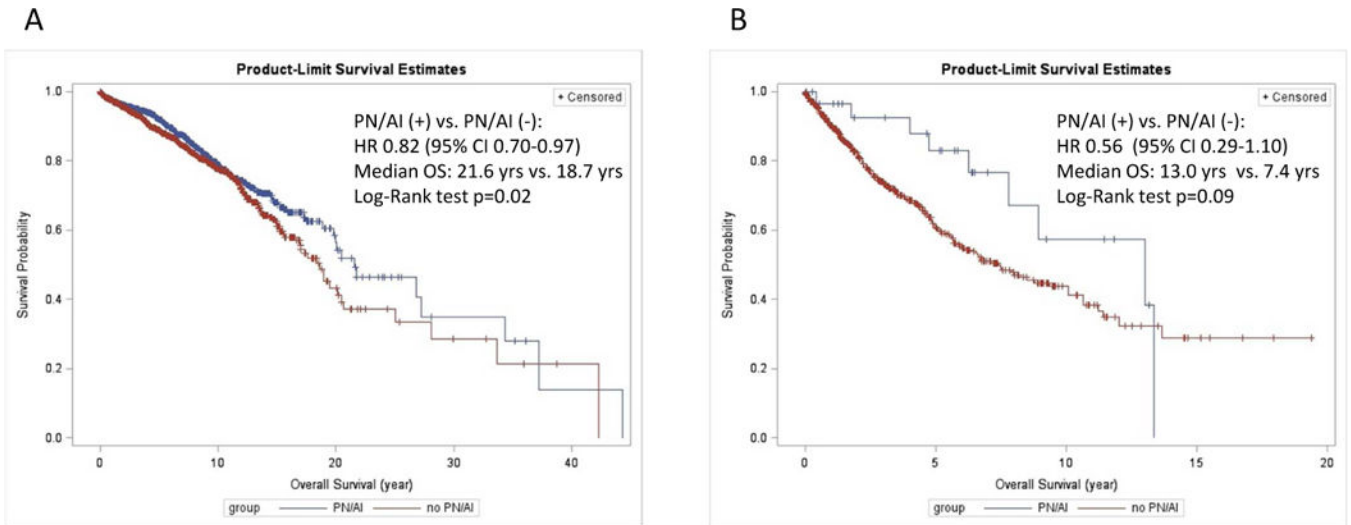 A
Product-Limit Survival Estimates
+ Censored
PN/AI (+) vs. PN/AI (-):
HR 0.82 (95% CI 0.70-0.97)
Median OS: 21.6 yrs vs. 18.7 yrs
Log-Rank test p=0.02
Survival Probability
1.0
0.8
0.6
0.4
0.2
0.0
0 10 20 30 40
Overall Survival (year)
group PN/AI no PN/AI
B
Product-Limit Survival Estimates
+ Censored
PN/AI (+) vs. PN/AI (-):
HR 0.56 (95% CI 0.29-1.10)
Median OS: 13.0 yrs vs. 7.4 yrs
Log-Rank test p=0.09
Survival Probability
1.0
0.8
0.6
0.4
0.2
0.0
0 5 10 15 20
Overall Survival (year)
group PN/AI no PN/AI